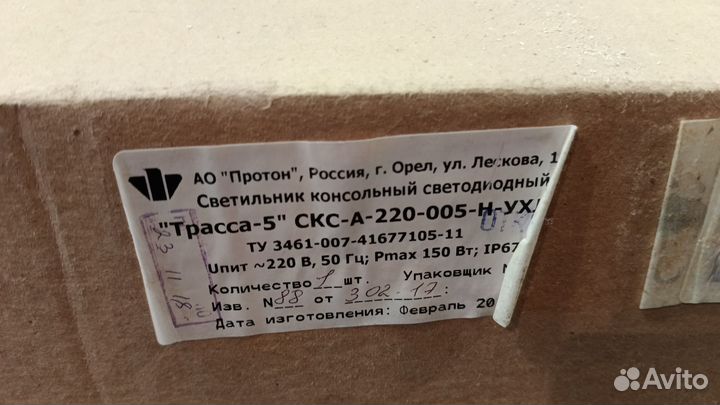 АО "Протон", Россия, г. Орел, ул. Лескова, 1
Светильник консольный светодиодный
"Трасса-5" СКС-А-220-005-Н-УХЛ
ТУ 3461-007-41677105-11
Uпит ~220 В, 50 Гц; Pmax 150 Вт; IP67
Количество 1 шт. Упаковщик N
Изв. N 88 от 3.02.17.
Дата изготовления: Февраль 20
Avito